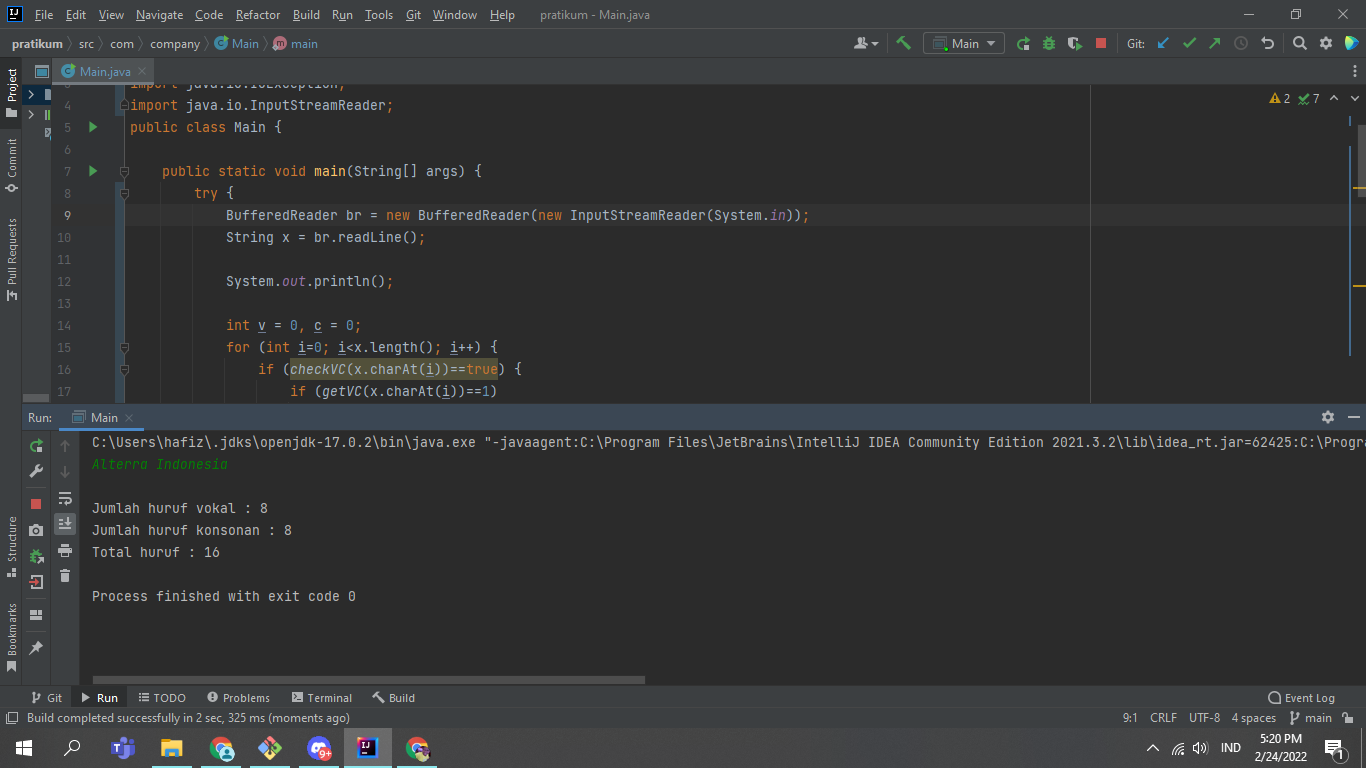 File Edit View Navigate Code Refactor Build Run Tools Git Window Help pratikum - Main.java
pratikum src com company Main main Main Git:
Project
Commit
Pull Requests
Structure
Bookmarks
Main.java
3 import java.io.IOException;
4 import java.io.InputStreamReader; 2 7
5 public class Main {
6
7 public static void main(String[] args) {
8 try {
9 BufferedReader br = new BufferedReader(new InputStreamReader(System.in));
10 String x = br.readLine();
11
12 System.out.println();
13
14 int v = 0, c = 0;
15 for (int i=0; i<x.length(); i++) {
16 if (checkVC(x.charAt(i))==true) {
17 if (getVC(x.charAt(i))==1)
Run: Main
C:\Users\hafiz\.jdks\openjdk-17.0.2\bin\java.exe "-javaagent:C:\Program Files\JetBrains\IntelliJ IDEA Community Edition 2021.3.2\lib\idea_rt.jar=62425:C:\Progra
Alterra Indonesia
Jumlah huruf vokal : 8
Jumlah huruf konsonan : 8
Total huruf : 16
Process finished with exit code 0
Git Run TODO Problems Terminal Build Event Log
Build completed successfully in 2 sec, 325 ms (moments ago) 9:1 CRLF UTF-8 4 spaces main
9+ IND 5:20 PM
2/24/2022 1